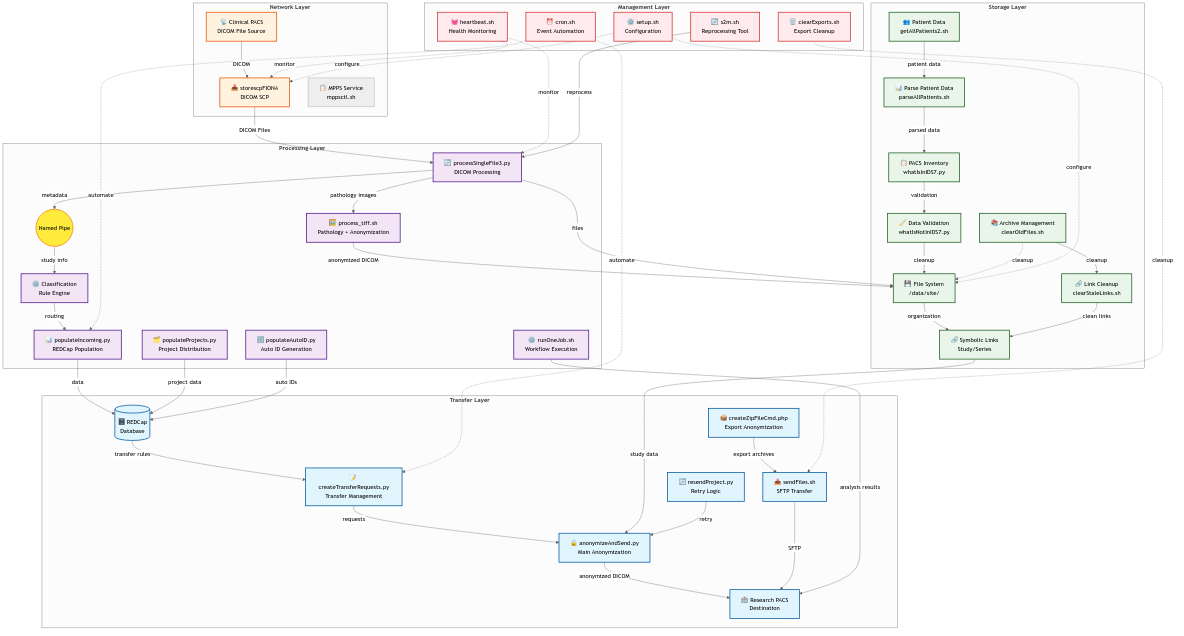 Network Layer
Clinical PACS
DICOM File Source
DICOM
monitor
configure
storescpFIONA
DICOM SCP
MPPS Service
mppsctl.sh
DICOM Files
Management Layer
heartbeat.sh
Health Monitoring
cron.sh
Event Automation
setup.sh
Configuration
s2m.sh
Reprocessing Tool
clearExports.sh
Export Cleanup
monitor
reprocess
Storage Layer
Patient Data
getAllPatients2.sh
patient data
Parse Patient Data
parseAllPatients.sh
parsed data
PACS Inventory
whatIsInIDS7.py
configure
validation
Data Validation
whatIsNotInIDS7.py
Archive Management
clearOldFiles.sh
cleanup
cleanup
cleanup
cleanup
File System
/data/site/
Link Cleanup
clearStaleLinks.sh
organization
clean links
Symbolic Links
Study/Series
Processing Layer
processSingleFile3.py
DICOM Processing
metadata
automate
pathology images
Named Pipe
process_tiff.sh
Pathology + Anonymization
files
study info
anonymized DICOM
automate
Classification
Rule Engine
routing
populateIncoming.py
REDCap Population
populateProjects.py
Project Distribution
populateAutoID.py
Auto ID Generation
runOneJob.sh
Workflow Execution
data
project data
auto IDs
Transfer Layer
REDCap
Database
createZipFileCmd.php
Export Anonymization
transfer rules
study data
export archives
createTransferRequests.py
Transfer Management
resendProject.py
Retry Logic
sendFiles.sh
SFTP Transfer
analysis results
requests
retry
anonymizeAndSend.py
Main Anonymization
SFTP
anonymized DICOM
Research PACS
Destination